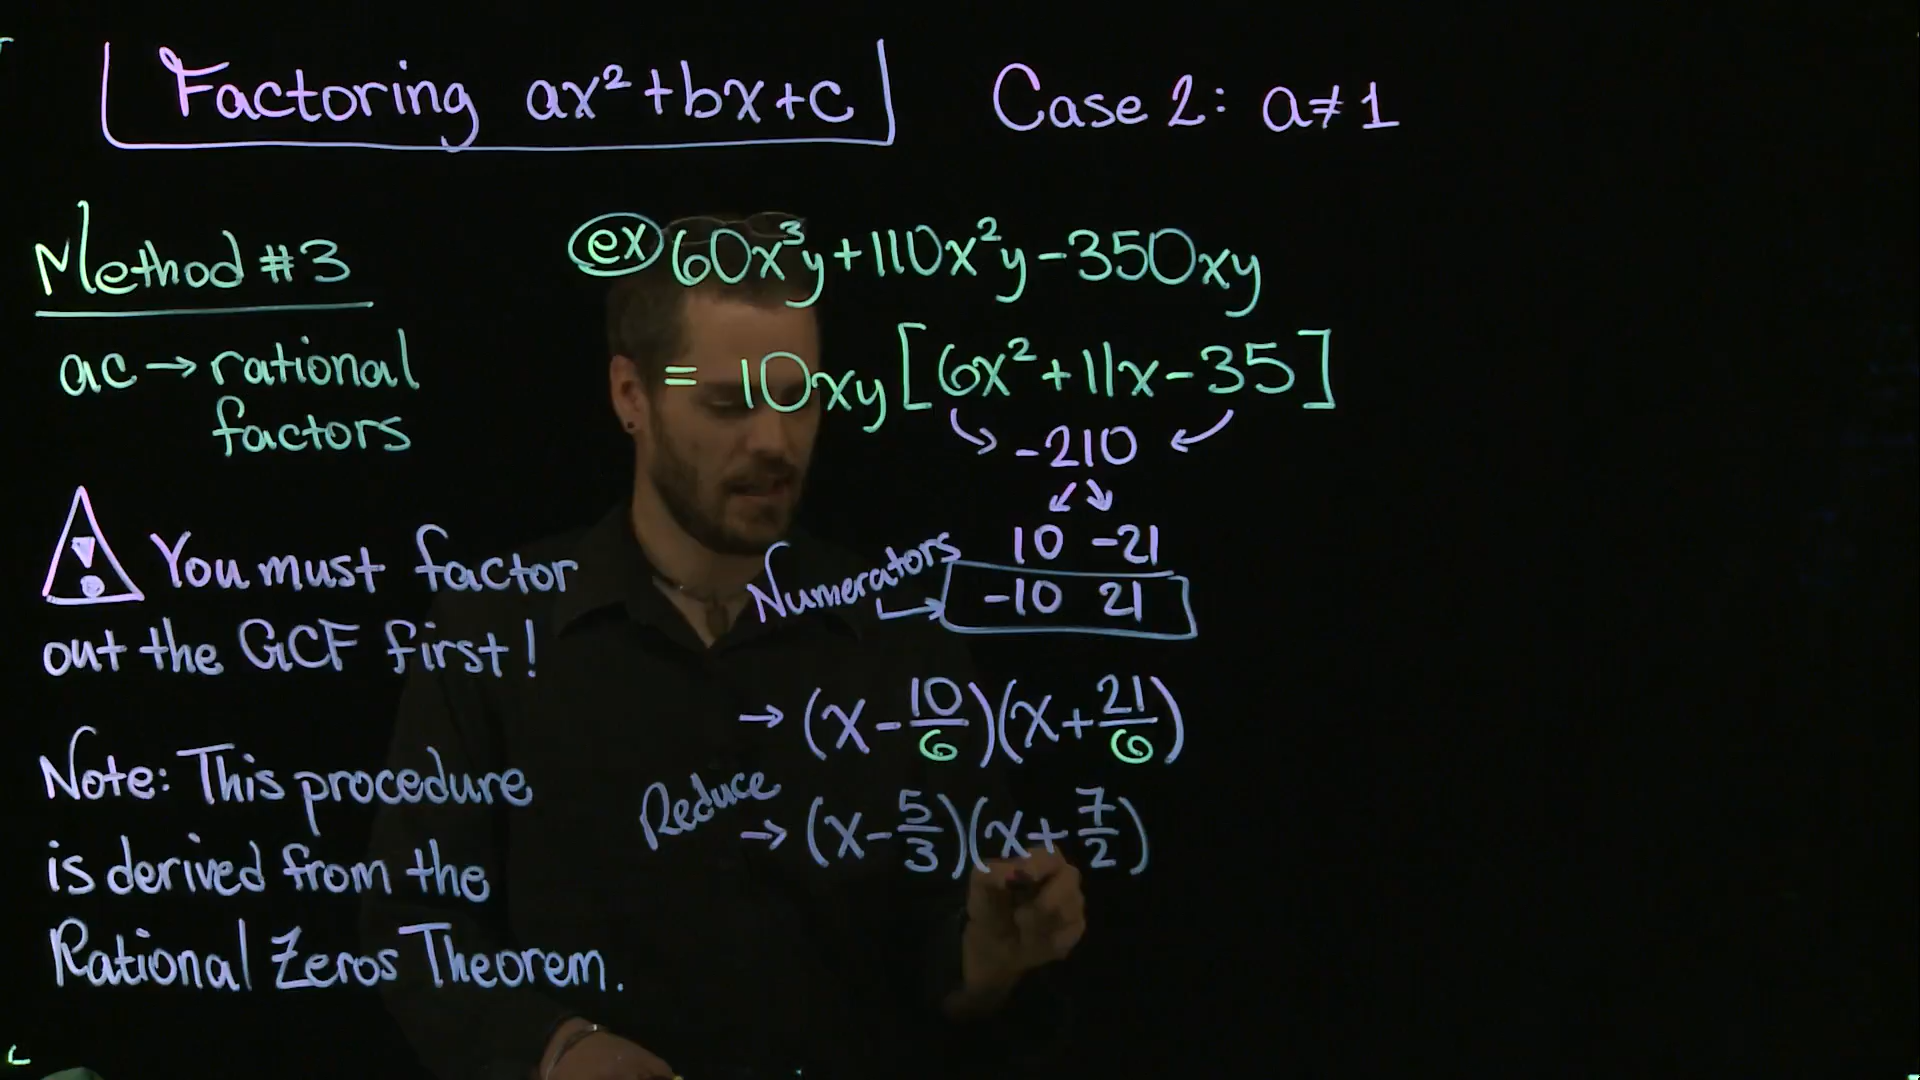 Factoring ax²+bx+c
Case 2: a≠1
Method #3
ac→rational
factors
! You must factor
out the GCF first!
Note: This procedure
is derived from the
Rational Zeros Theorem.
ex 60x³y+110x²y-350xy
= 10xy[6x²+11x-35]
↘ -210 ↙
↙↘
10 -21
Numerators → -10 21
→ (x-10/6)(x+21/6)
Reduce → (x-5/3)(x+7/2)